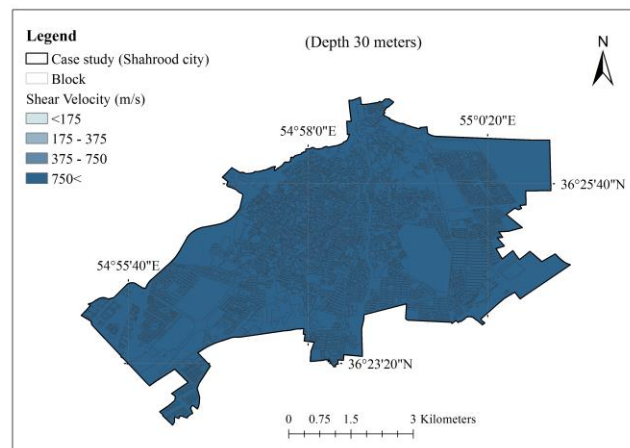 Legend
Case study (Shahrood city)
Block
Shear Velocity (m/s)
<175
175 - 375
375 - 750
750<
(Depth 30 meters)
N
54°58'0"E
55°0'20"E
36°25'40"N
54°55'40"E
36°23'20"N
0 0.75 1.5 3 Kilometers